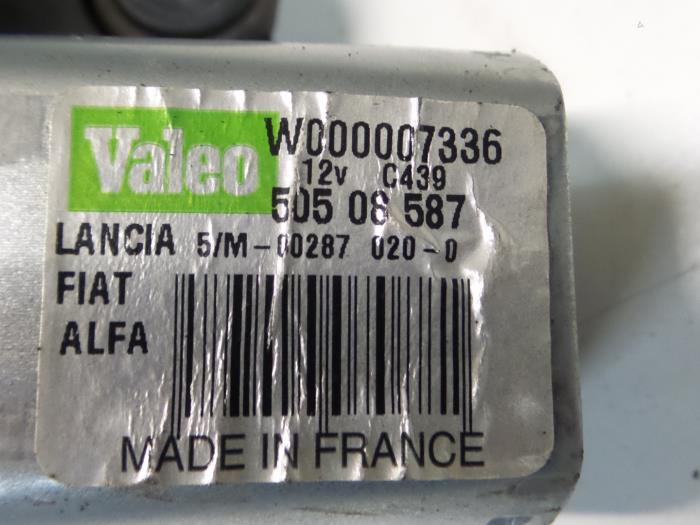 Valeo W000007336
12v C439
505 08 587
LANCIA 5/M-00287 020-0
FIAT
ALFA
MADE IN FRANCE